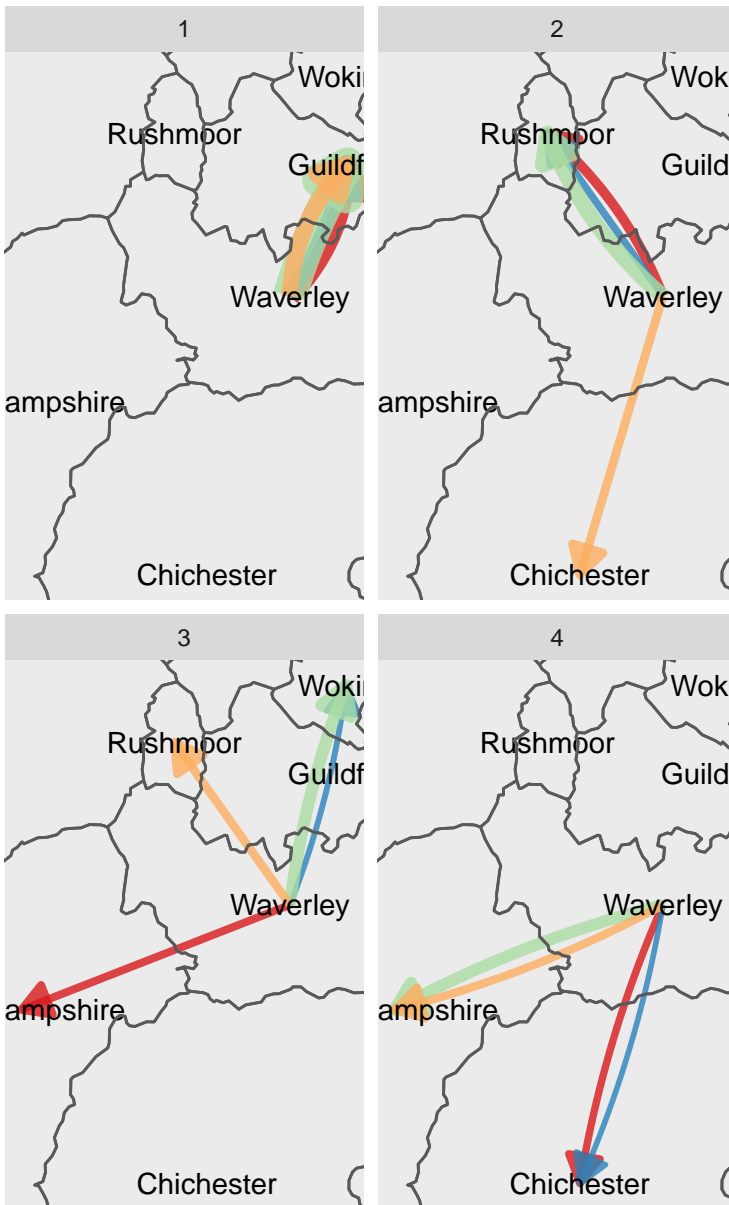 1
Woki
Rushmoor
Guildf
Waverley
ampshire
Chichester
2
Wok
Rushmoor
Guild
Waverley
ampshire
Chichester
3
Woki
Rushmoor
Guildf
Waverley
ampshire
Chichester
4
Wok
Rushmoor
Guild
Waverley
ampshire
Chichester